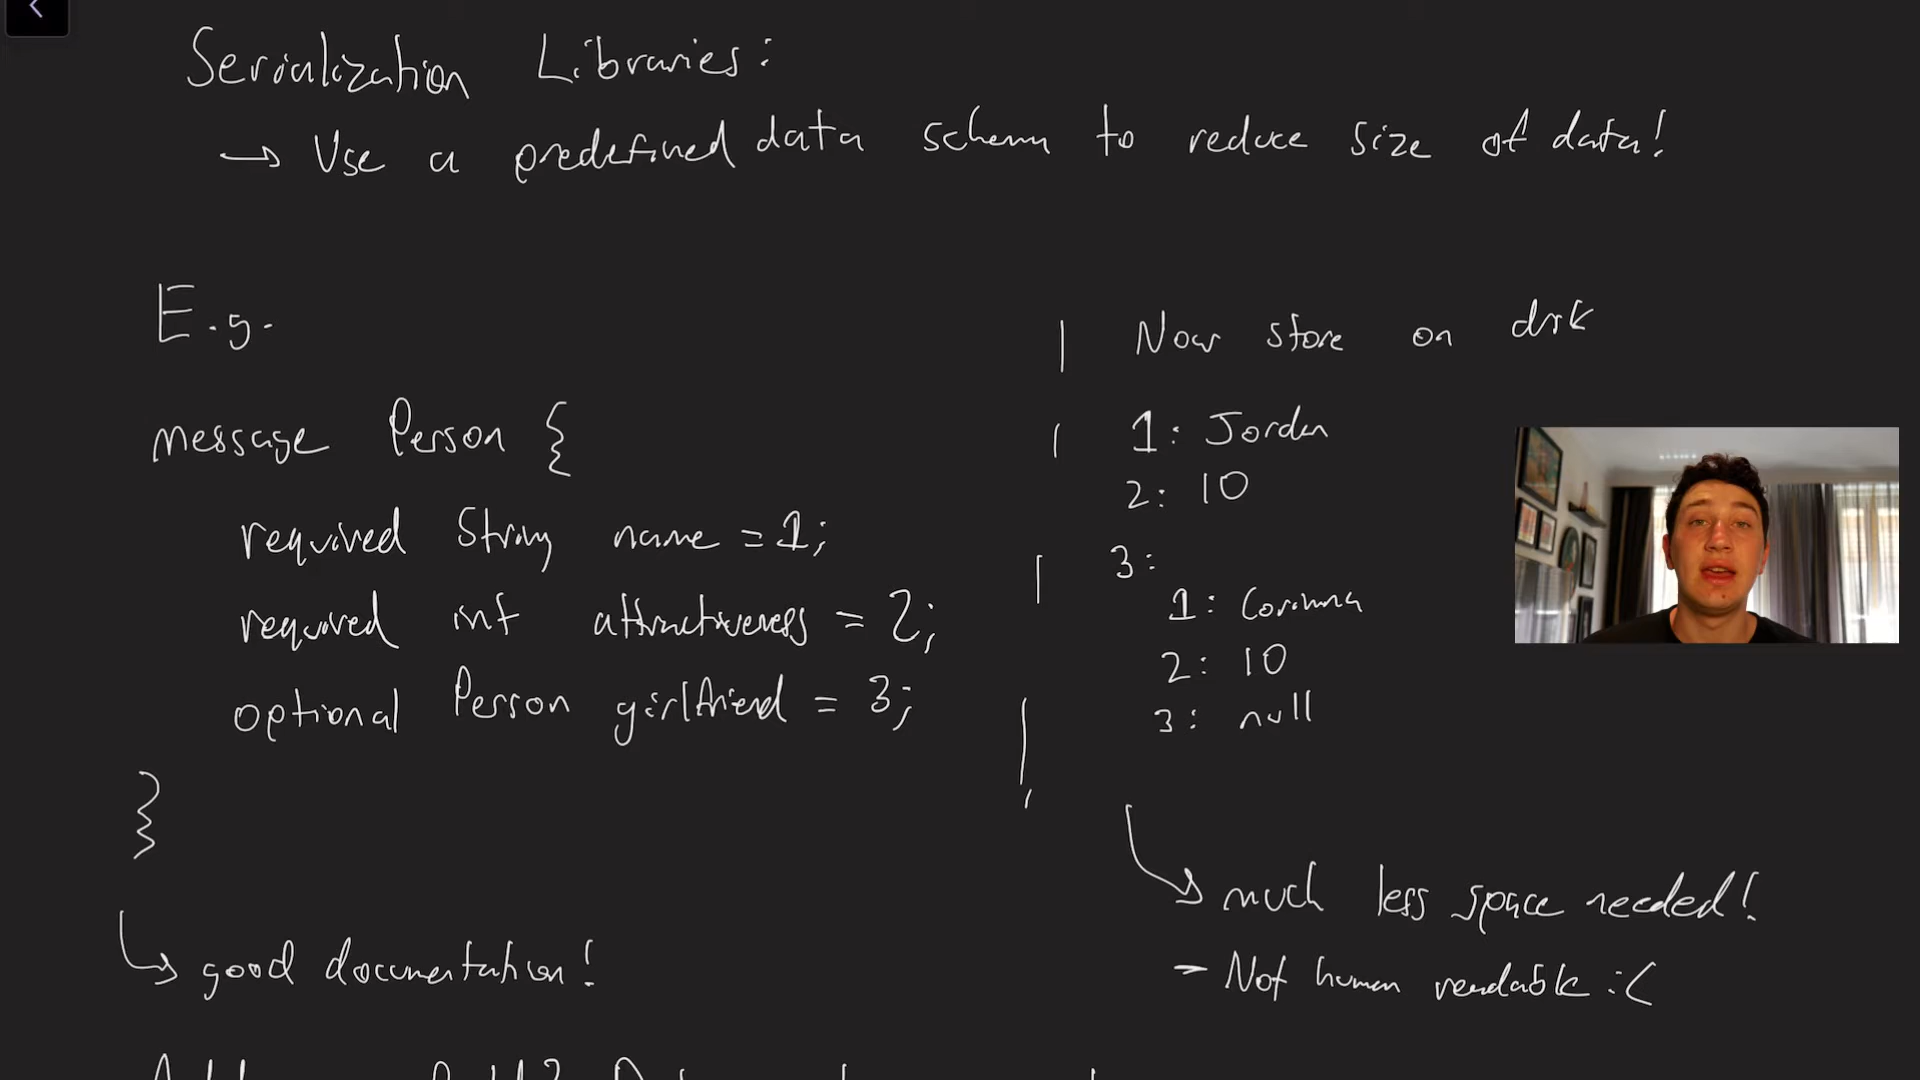 Serialization Libraries:
→ Use a predefined data schema to reduce size of data!
E.g.
message Person {
required String name = 1;
required int attractiveness = 2;
optional Person girlfriend = 3;
}
↳ good documentation!
| Now store on disk
1: Jordan
2: 10
3:
1: Corinna
2: 10
3: null
↳ much less space needed!
- Not human readable :(